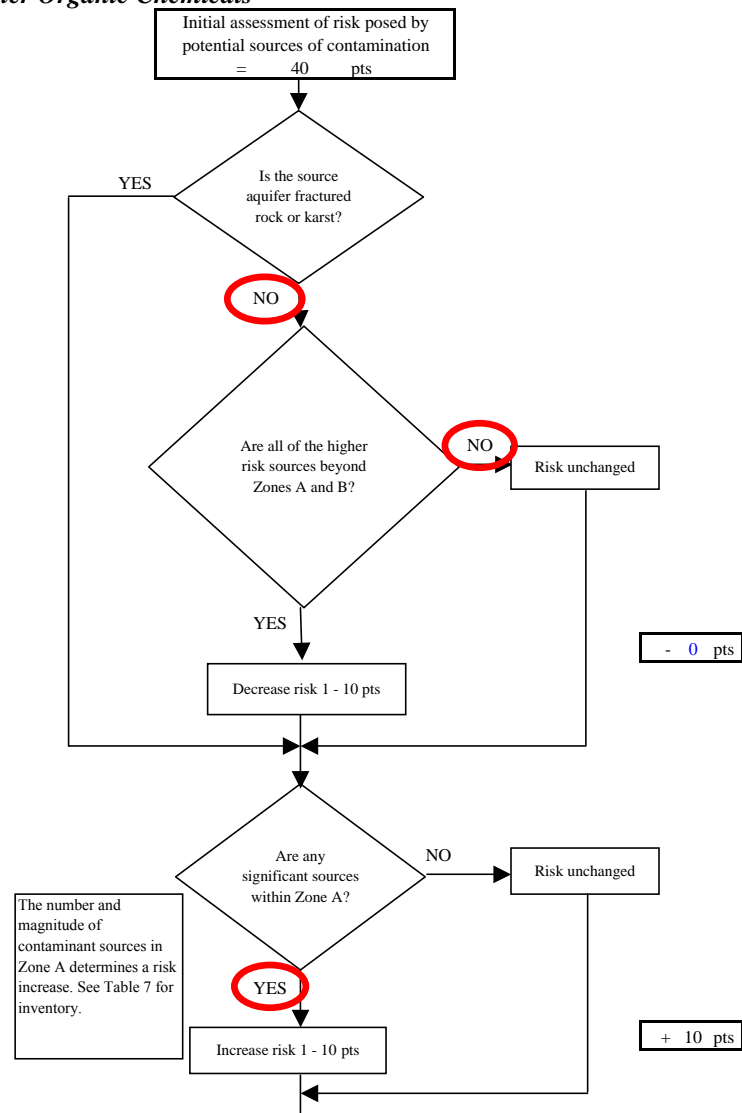 er Organic Chemicals
Initial assessment of risk posed by
potential sources of contamination
= 40 pts
YES
Is the source
aquifer fractured
rock or karst?
NO
Are all of the higher
risk sources beyond
Zones A and B?
NO
Risk unchanged
YES
- 0 pts
Decrease risk 1 - 10 pts
Are any
significant sources
within Zone A?
NO
Risk unchanged
The number and
magnitude of
contaminant sources in
Zone A determines a risk
increase. See Table 7 for
inventory.
YES
+ 10 pts
Increase risk 1 - 10 pts